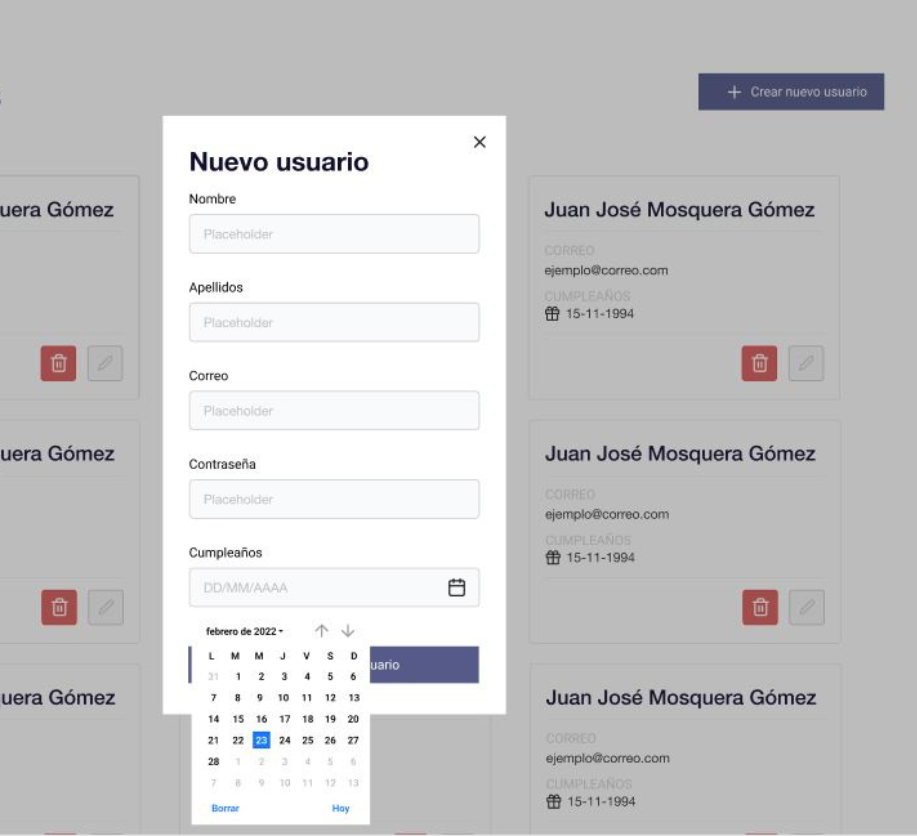 + Crear nuevo usuario
Nuevo usuario
Nombre
Placeholder
Apellidos
Placeholder
Correo
Placeholder
Contraseña
Placeholder
Cumpleaños
DD/MM/AAAA
febrero de 2022
L M M J V S D
31 1 2 3 4 5 6
7 8 9 10 11 12 13
14 15 16 17 18 19 20
21 22 23 24 25 26 27
28 1 2 3 4 5 6
7 8 9 10 11 12 13
Borrar Hoy
uario
uera Gómez
uera Gómez
uera Gómez
Juan José Mosquera Gómez
CORREO
ejemplo@correo.com
CUMPLEAÑOS
15-11-1994
Juan José Mosquera Gómez
CORREO
ejemplo@correo.com
CUMPLEAÑOS
15-11-1994
Juan José Mosquera Gómez
CORREO
ejemplo@correo.com
CUMPLEAÑOS
15-11-1994